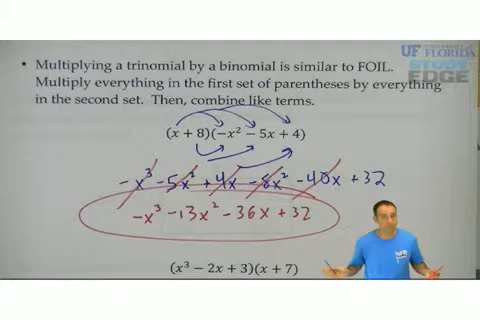 UF FLORIDA
STUDY
EDGE
• Multiplying a trinomial by a binomial is similar to FOIL.
Multiply everything in the first set of parentheses by everything
in the second set. Then, combine like terms.
(x + 8)(−x² − 5x + 4)
-x³ -5x² +4x -8x² -40x +32
-x³ -13x² -36x +32
(x³ − 2x + 3)(x + 7)